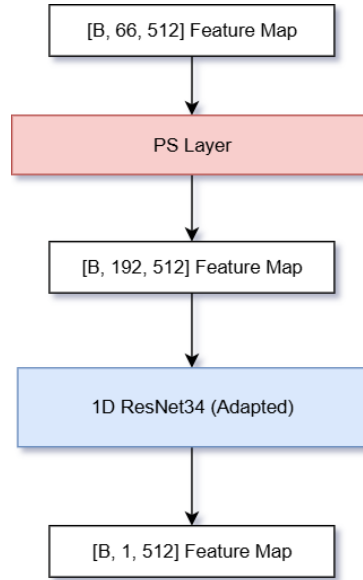 [B, 66, 512] Feature Map
PS Layer
[B, 192, 512] Feature Map
1D ResNet34 (Adapted)
[B, 1, 512] Feature Map